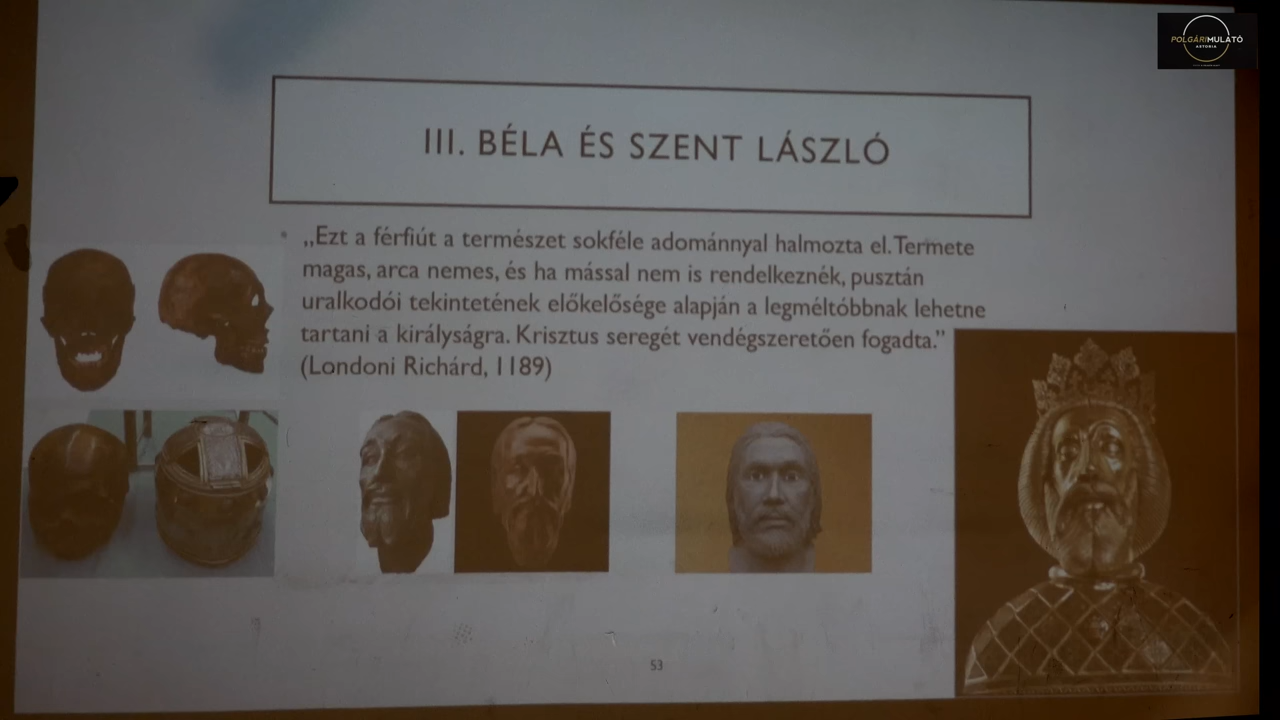 POLGÁRIMULATÓ
ASTORIA
III. BÉLA ÉS SZENT LÁSZLÓ
• „Ezt a férfiút a természet sokféle adománnyal halmozta el. Termete
magas, arca nemes, és ha mással nem is rendelkeznék, pusztán
uralkodói tekintetének előkelősége alapján a legméltóbbnak lehetne
tartani a királyságra. Krisztus seregét vendégszeretően fogadta.”
(Londoni Richárd, 1189)
53